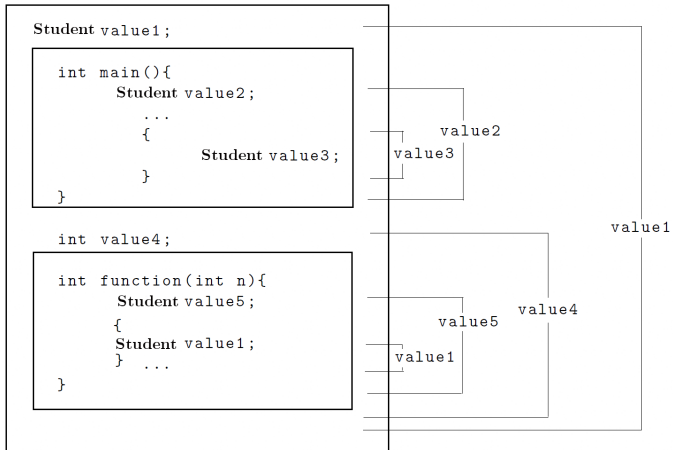 Student value1;
int main(){
Student value2;
...
{
Student value3;
}
}
int value4;
int function(int n){
Student value5;
{
Student value1;
} ...
}
value2
value3
value1
value4
value5
value1